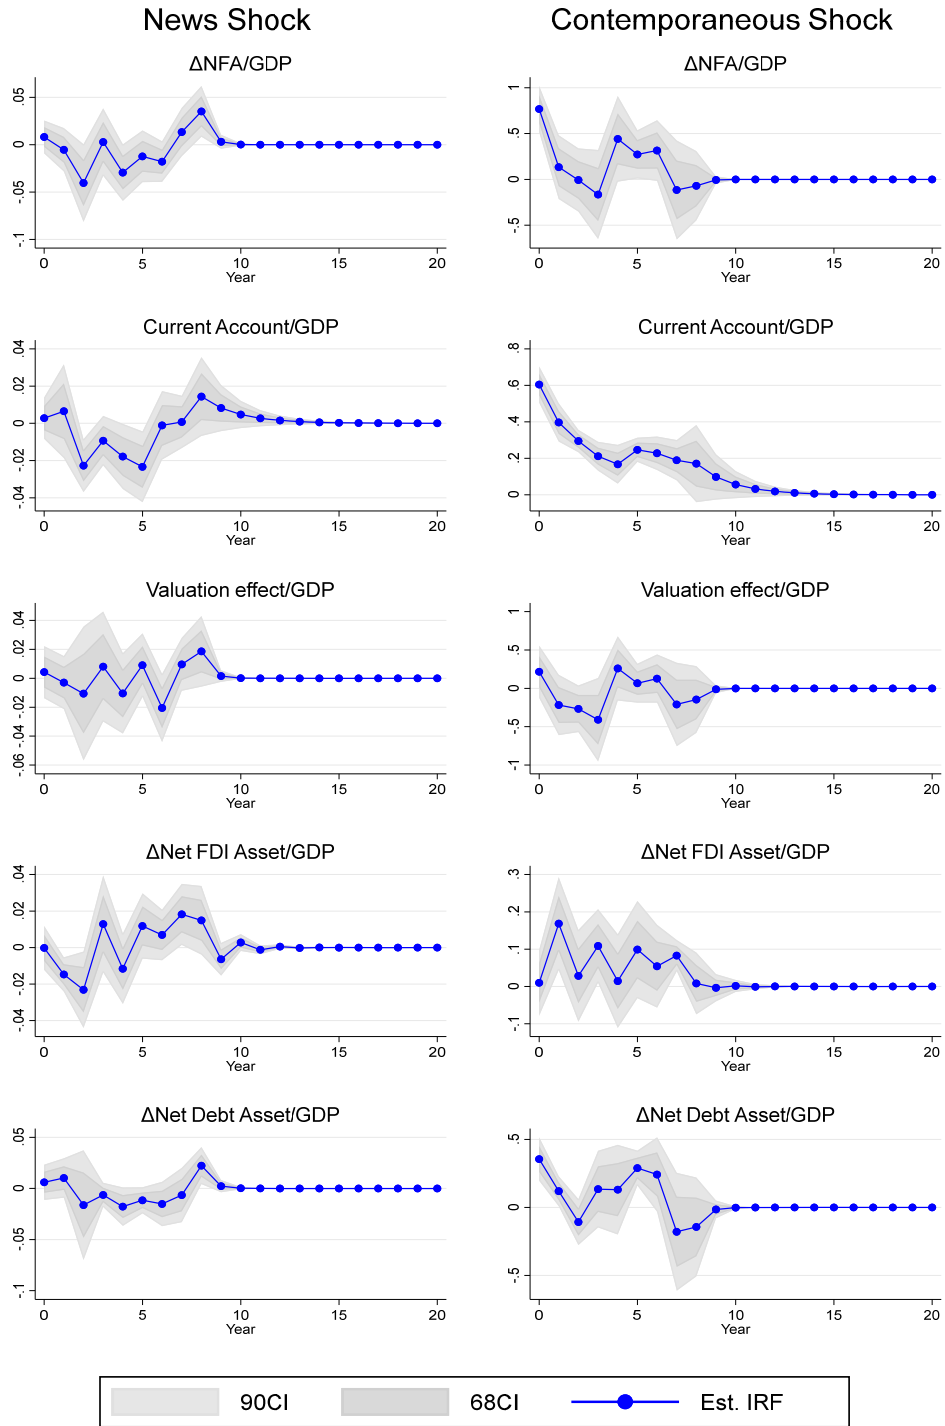 News Shock
Contemporaneous Shock
ΔNFA/GDP
.05
0
-.05
-.1
0 5 10 15 20
Year
ΔNFA/GDP
1
.5
0
-.5
0 5 10 15 20
Year
Current Account/GDP
.04
.02
0
-.02
-.04
0 5 10 15 20
Year
Current Account/GDP
.8
.6
.4
.2
0
0 5 10 15 20
Year
Valuation effect/GDP
.04
.02
0
-.02
-.04
-.06
0 5 10 15 20
Year
Valuation effect/GDP
1
.5
0
-.5
-1
0 5 10 15 20
Year
ΔNet FDI Asset/GDP
.04
.02
0
-.02
-.04
0 5 10 15 20
Year
ΔNet FDI Asset/GDP
.3
.2
.1
0
-.1
0 5 10 15 20
Year
ΔNet Debt Asset/GDP
.05
0
-.05
-.1
0 5 10 15 20
Year
ΔNet Debt Asset/GDP
.5
0
-.5
0 5 10 15 20
Year
90CI 68CI Est. IRF